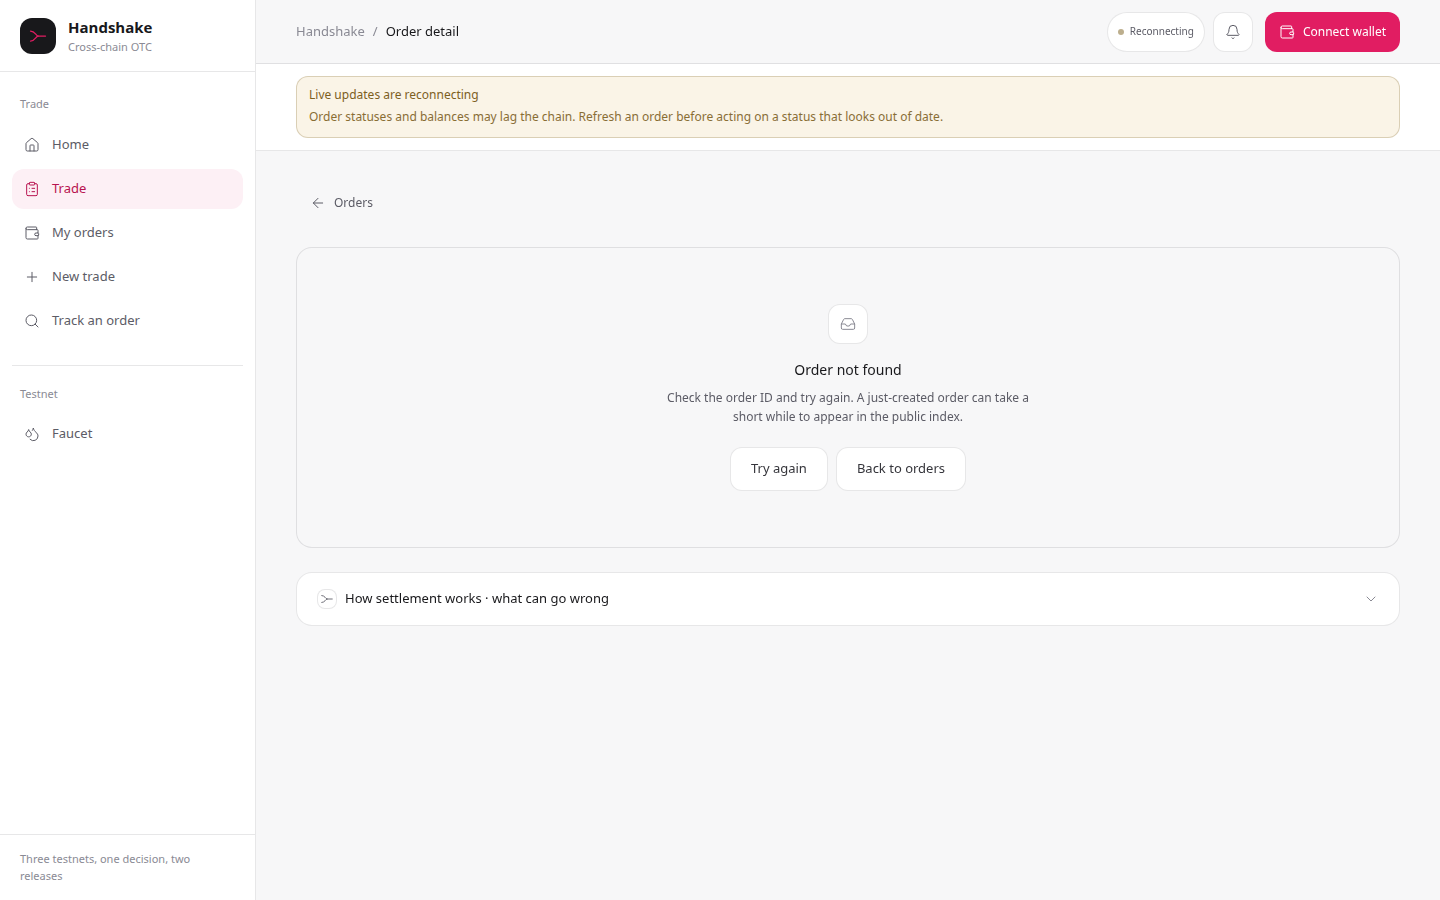 Handshake
Cross-chain OTC
Trade
Home
Trade
My orders
New trade
Track an order
Testnet
Faucet
Three testnets, one decision, two
releases
Handshake / Order detail
Reconnecting
Connect wallet
Live updates are reconnecting
Order statuses and balances may lag the chain. Refresh an order before acting on a status that looks out of date.
Orders
Order not found
Check the order ID and try again. A just-created order can take a
short while to appear in the public index.
Try again
Back to orders
How settlement works · what can go wrong